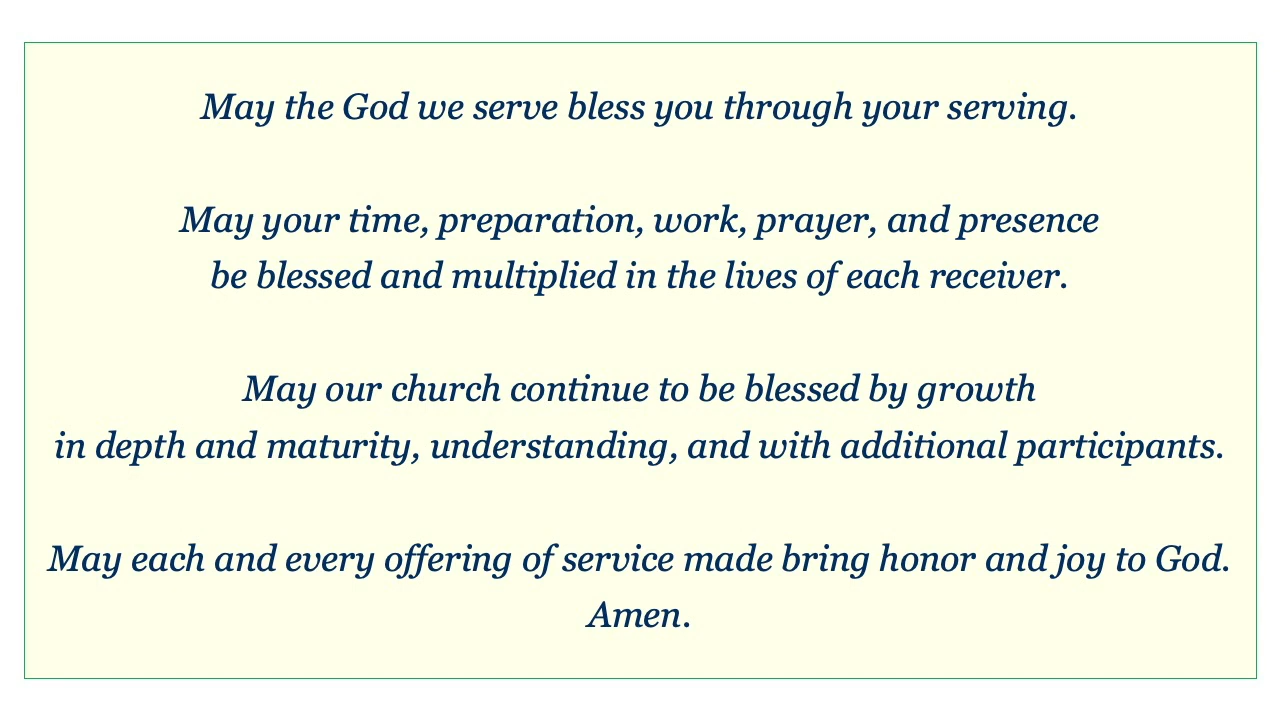 May the God we serve bless you through your serving.
May your time, preparation, work, prayer, and presence
be blessed and multiplied in the lives of each receiver.
May our church continue to be blessed by growth
in depth and maturity, understanding, and with additional participants.
May each and every offering of service made bring honor and joy to God.
Amen.